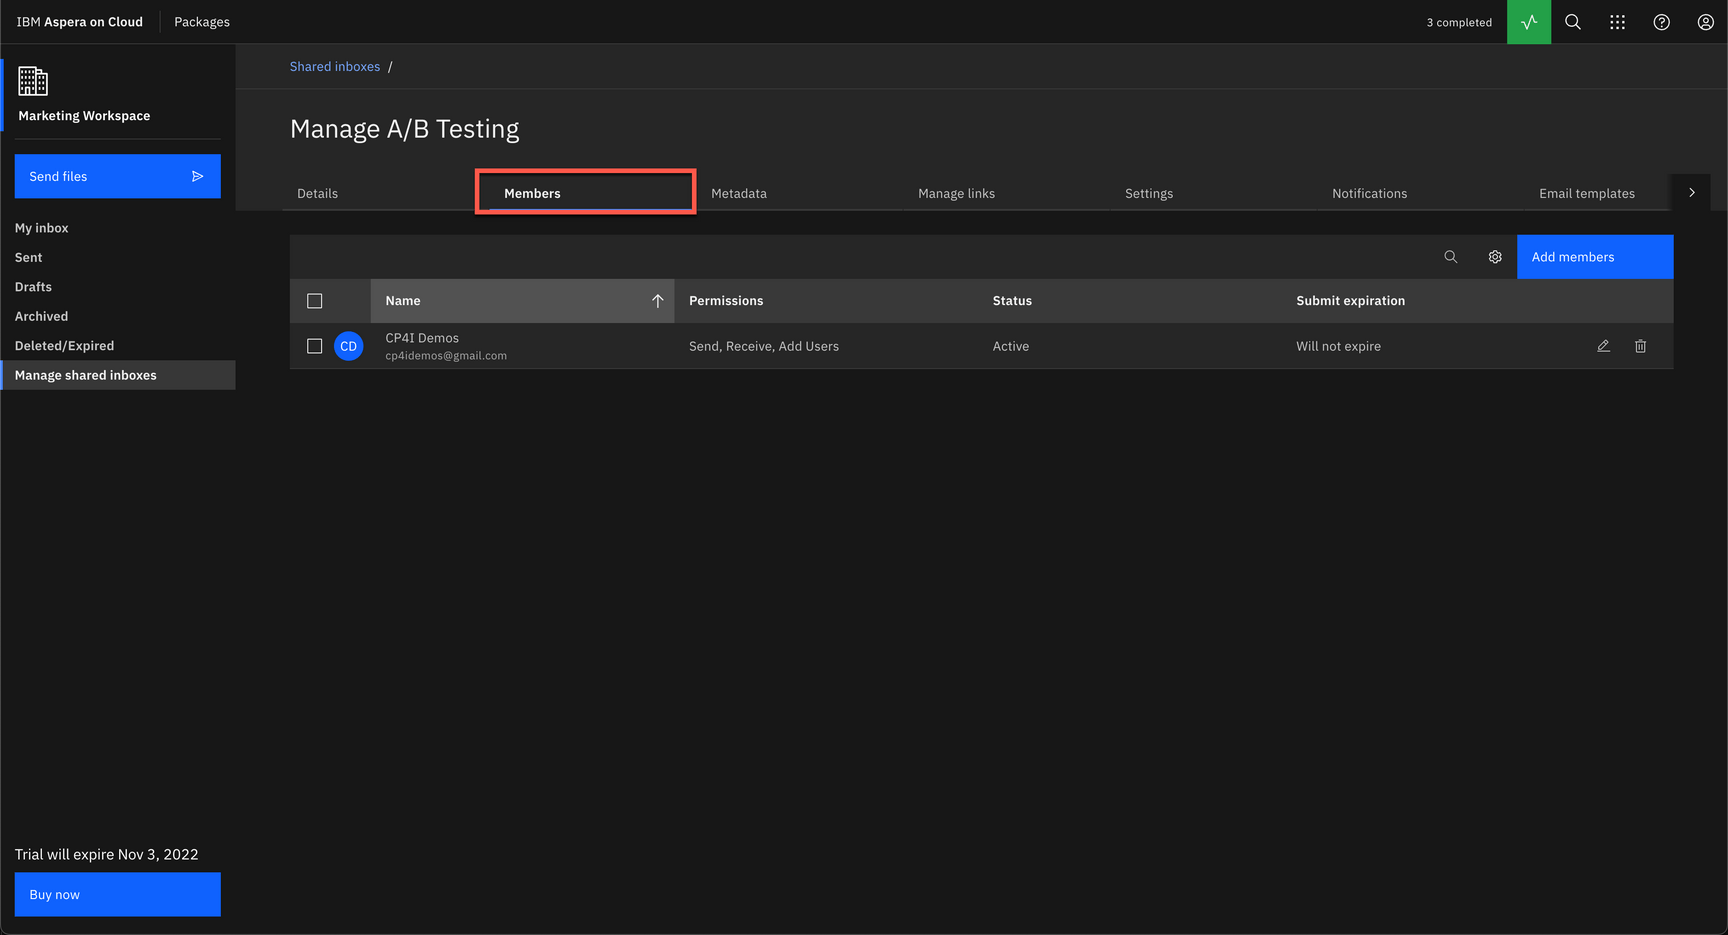 IBM Aspera on Cloud
Packages
3 completed
Marketing Workspace
Send files
My inbox
Sent
Drafts
Archived
Deleted/Expired
Manage shared inboxes
Trial will expire Nov 3, 2022
Buy now
Shared inboxes /
Manage A/B Testing
Details Members Metadata Manage links Settings Notifications Email templates
Add members
Name Permissions Status Submit expiration
CD CP4I Demos Send, Receive, Add Users Active Will not expire
cp4idemos@gmail.com